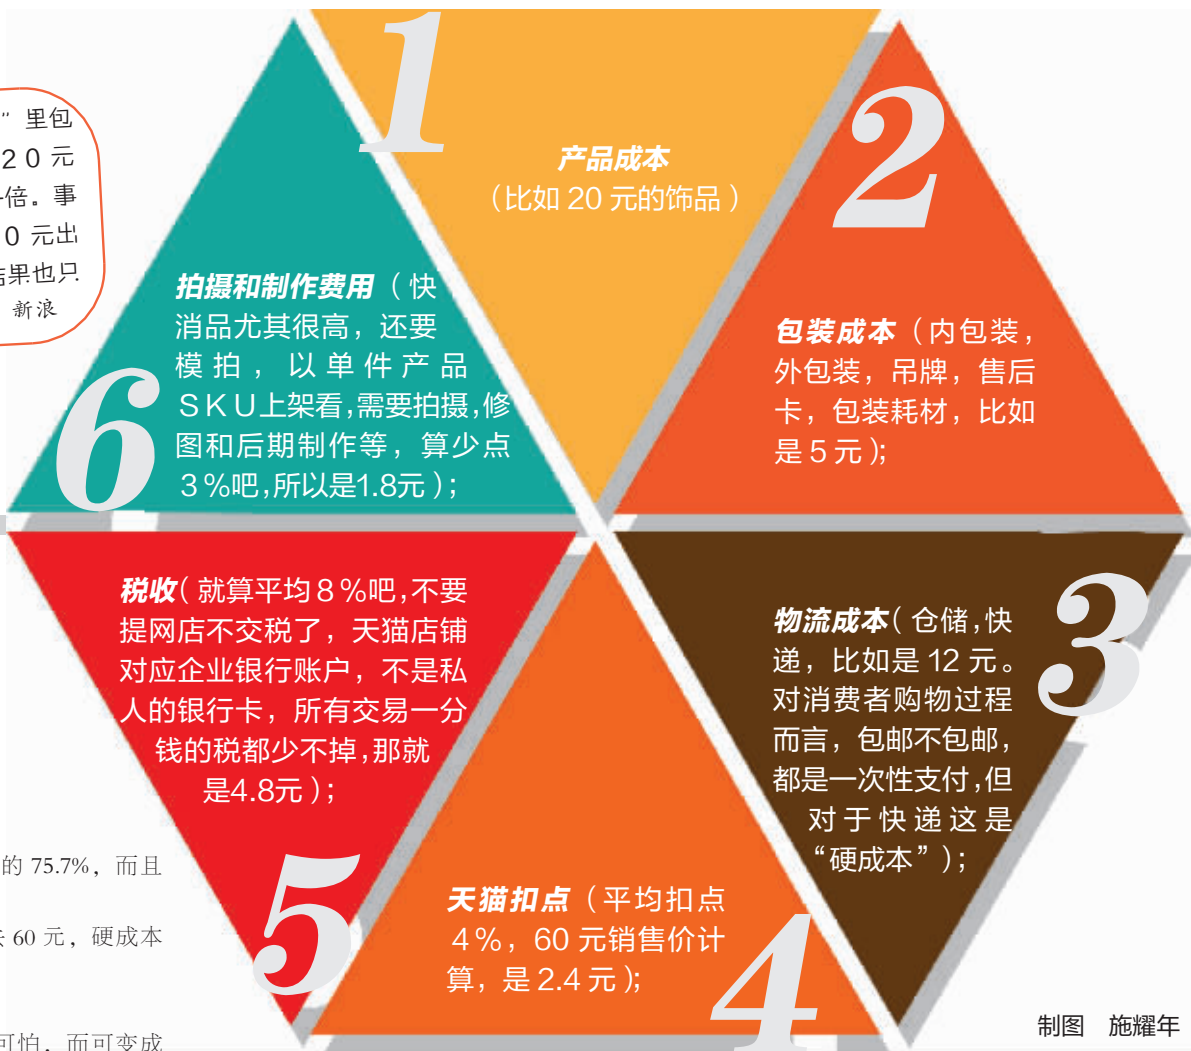 ” 里包
20元
倍。事
0 元出
结果也只
新浪
1
产品成本
（比如 20 元的饰品）
2
包装成本（内包装，
外包装，吊牌，售后
卡，包装耗材，比如
是 5 元）；
3
物流成本（仓储，快
递，比如是 12 元。
对消费者购物过程
而言，包邮不包邮，
都是一次性支付，但
对于快递这是
“硬成本”）；
4
天猫扣点（平均扣点
4%，60 元销售价计
算，是 2.4 元）；
5
税收（就算平均8%吧，不要
提网店不交税了，天猫店铺
对应企业银行账户，不是私
人的银行卡，所有交易一分
钱的税都少不掉，那就
是4.8元）；
6
拍摄和制作费用（快
消品尤其很高，还要
模拍，以单件产品
SKU上架看，需要拍摄，修
图和后期制作等，算少点
3%吧，所以是1.8元）；
的 75.7%，而且
60 元，硬成本
可怕，而可变成
制图 施耀年